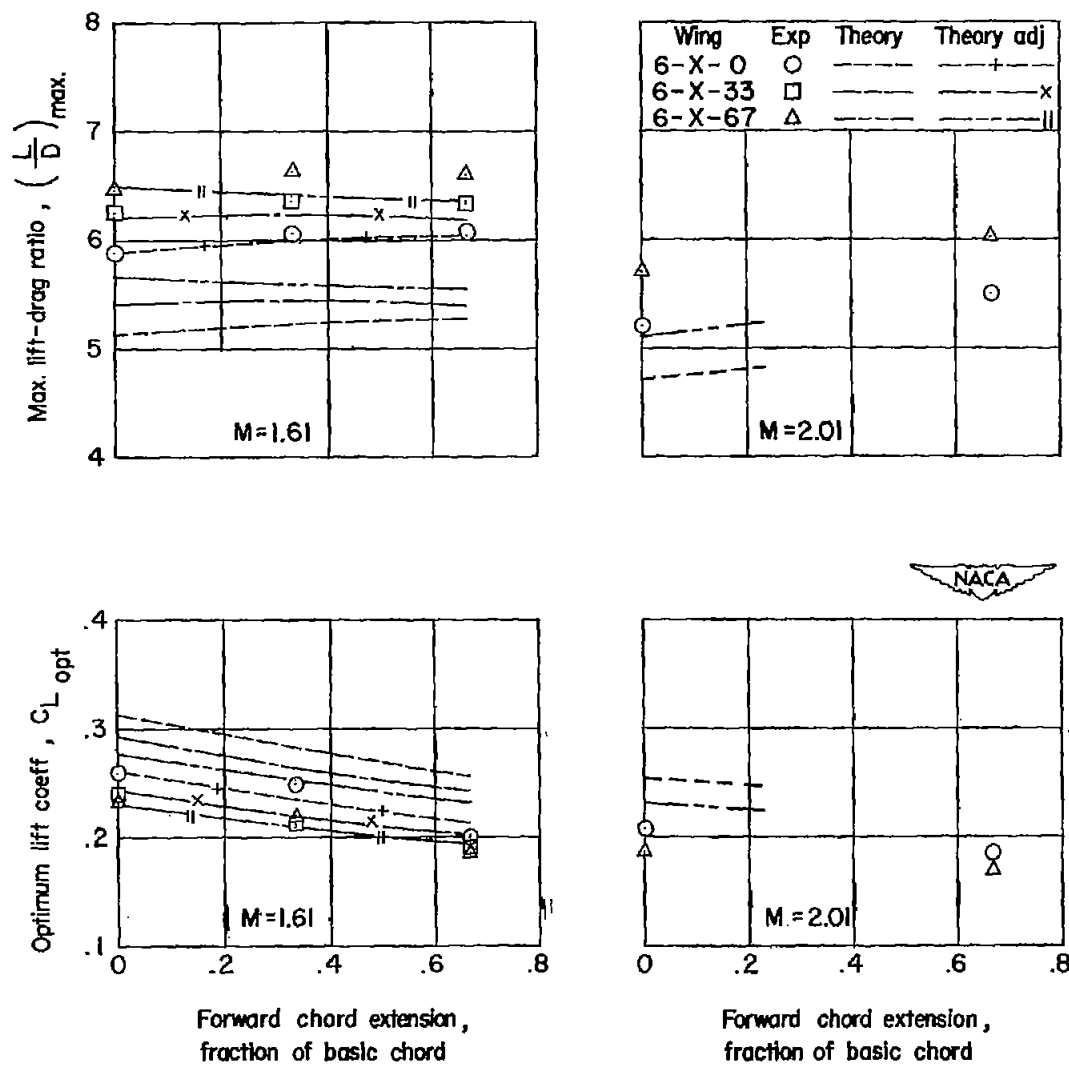 8
7
6
5
4
Max. lift-drag ratio, (L/D)max.
M=1.61
Wing Exp Theory Theory adj
6-X-0
6-X-33 x
6-X-67 II
M=2.01
NACA
.4
.3
.2
.1
Optimum lift coeff, CL opt
M=1.61
0 .2 .4 .6 .8
Forward chord extension,
fraction of basic chord
M=2.01
0 .2 .4 .6 .8
Forward chord extension,
fraction of basic chord